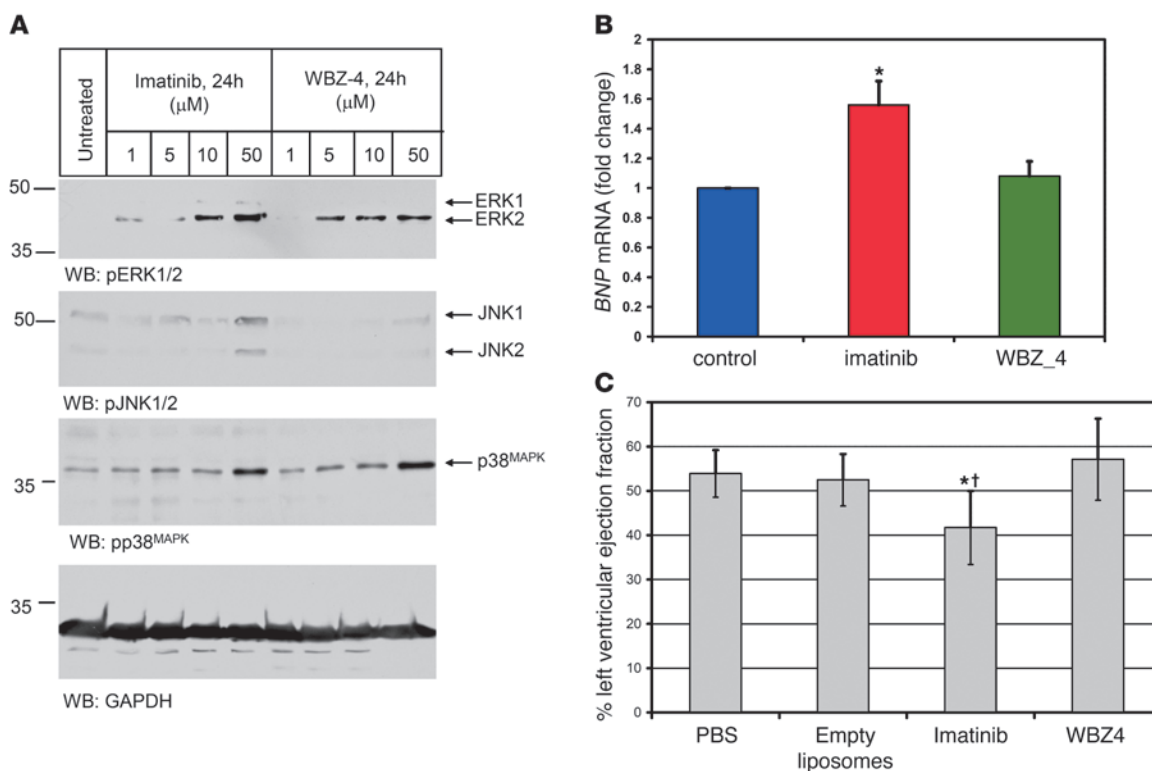 A
Untreated
Imatinib, 24h
(μM)
WBZ-4, 24h
(μM)
1 5 10 50 1 5 10 50
50
ERK1
ERK2
35
WB: pERK1/2
50
JNK1
JNK2
WB: pJNK1/2
p38MAPK
35
WB: pp38MAPK
35
WB: GAPDH
B
BNP mRNA (fold change)
2
1.8
1.6
1.4
1.2
1
0.8
0.6
0.4
0.2
0
*
control imatinib WBZ_4
C
% left ventricular ejection fraction
70
60
50
40
30
20
10
0
*†
PBS Empty Imatinib WBZ4
liposomes